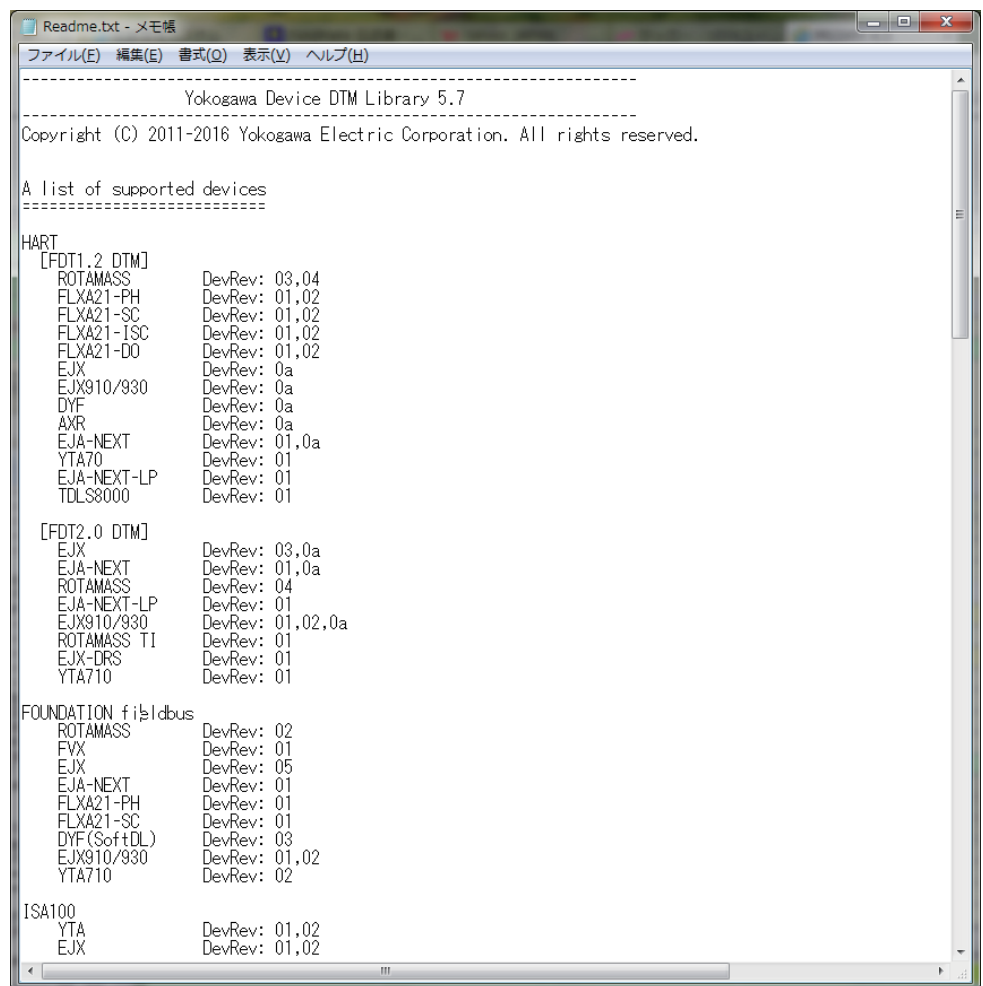 Readme.txt - メモ帳
ファイル(F) 編集(E) 書式(O) 表示(V) ヘルプ(H)
--------------------------------------------------------------------
Yokogawa Device DTM Library 5.7
--------------------------------------------------------------------
Copyright (C) 2011-2016 Yokogawa Electric Corporation. All rights reserved.
A list of supported devices
===========================
HART
[FDT1.2 DTM]
ROTAMASS DevRev: 03,04
FLXA21-PH DevRev: 01,02
FLXA21-SC DevRev: 01,02
FLXA21-ISC DevRev: 01,02
FLXA21-DO DevRev: 01,02
EJX DevRev: 0a
EJX910/930 DevRev: 0a
DYF DevRev: 0a
AXR DevRev: 0a
EJA-NEXT DevRev: 01,0a
YTA70 DevRev: 01
EJA-NEXT-LP DevRev: 01
TDLS8000 DevRev: 01
[FDT2.0 DTM]
EJX DevRev: 03,0a
EJA-NEXT DevRev: 01,0a
ROTAMASS DevRev: 04
EJA-NEXT-LP DevRev: 01
EJX910/930 DevRev: 01,02,0a
ROTAMASS TI DevRev: 01
EJX-DRS DevRev: 01
YTA710 DevRev: 01
FOUNDATION fieldbus
ROTAMASS DevRev: 02
FVX DevRev: 01
EJX DevRev: 05
EJA-NEXT DevRev: 01
FLXA21-PH DevRev: 01
FLXA21-SC DevRev: 01
DYF(SoftDL) DevRev: 03
EJX910/930 DevRev: 01,02
YTA710 DevRev: 02
ISA100
YTA DevRev: 01,02
EJX DevRev: 01,02